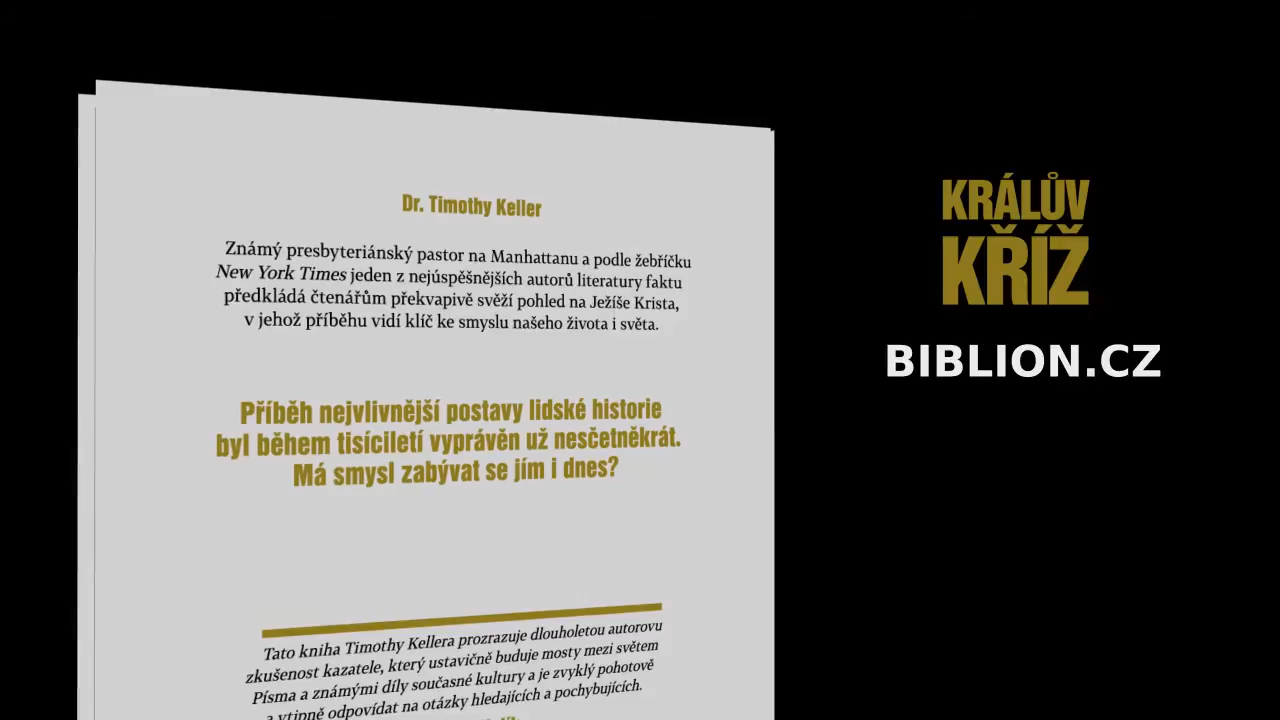 Dr. Timothy Keller
Známý presbyteriánský pastor na Manhattanu a podle žebříčku
New York Times jeden z nejúspěšnějších autorů literatury faktu
předkládá čtenářům překvapivě svěží pohled na Ježíše Krista,
v jehož příběhu vidí klíč ke smyslu našeho života i světa.
Příběh nejvlivnější postavy lidské historie
byl během tisíciletí vyprávěn už nesčetněkrát.
Má smysl zabývat se jím i dnes?
Tato kniha Timothy Kellera prozrazuje dlouholetou autorovu
zkušenost kazatele, který ustavičně buduje mosty mezi světem
Písma a známými díly současné kultury a je zvyklý pohotově
a vtipně odpovídat na otázky hledajících a pochybujících.
KRÁLŮV
KŘÍŽ
BIBLION.CZ